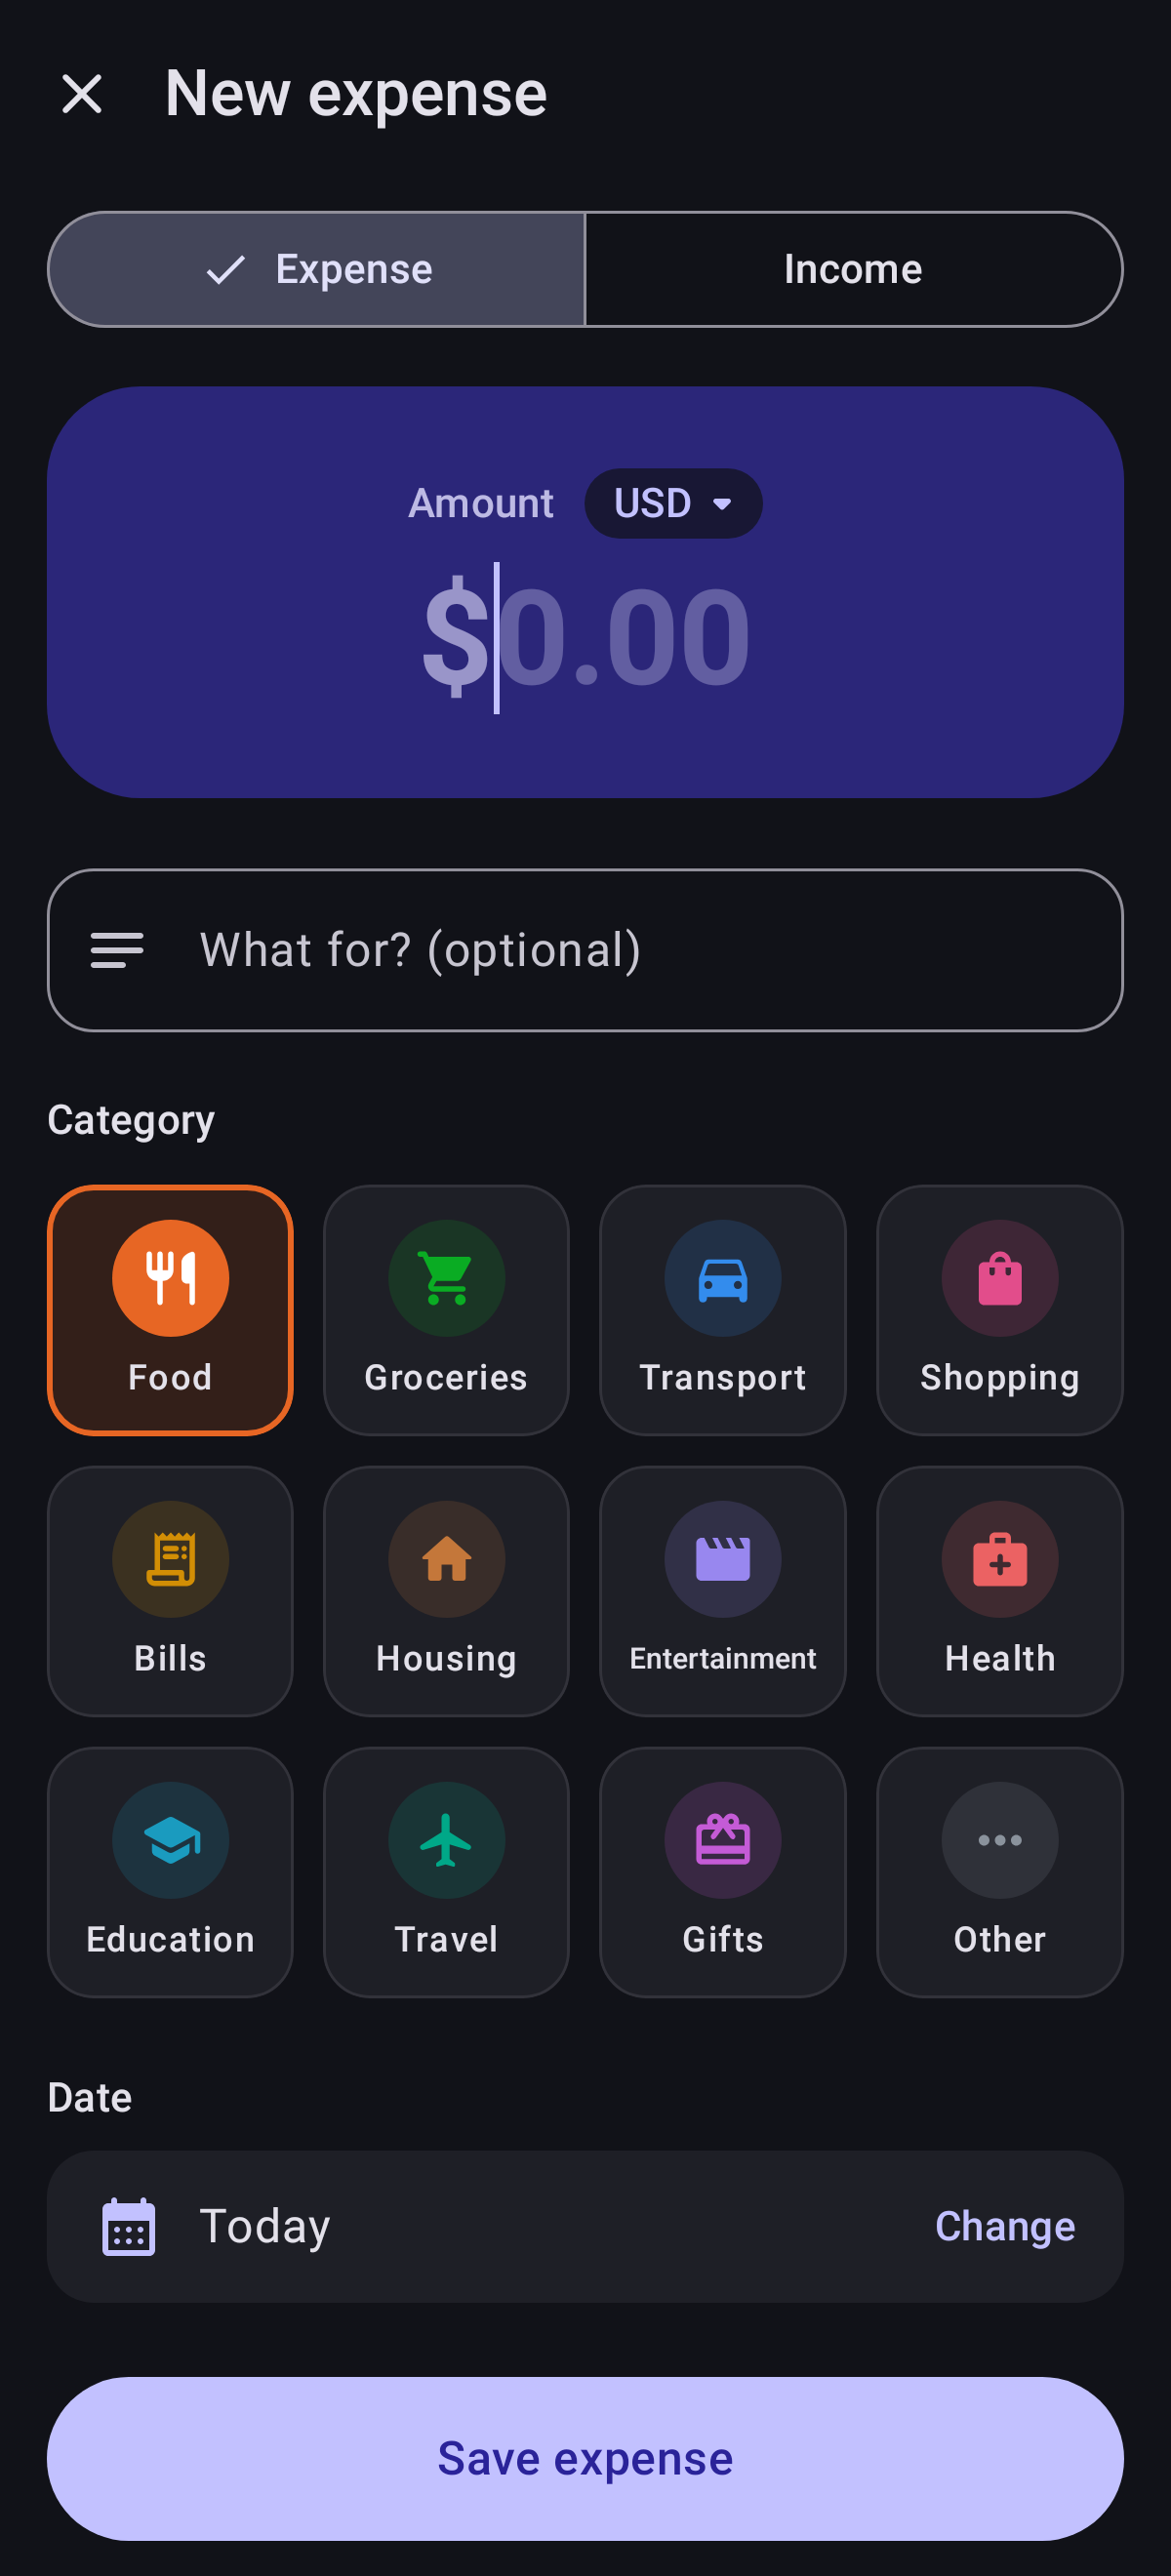 New expense
Expense
Income
Amount USD
$0.00
What for? (optional)
Category
Food
Groceries
Transport
Shopping
Bills
Housing
Entertainment
Health
Education
Travel
Gifts
Other
Date
Today
Change
Save expense